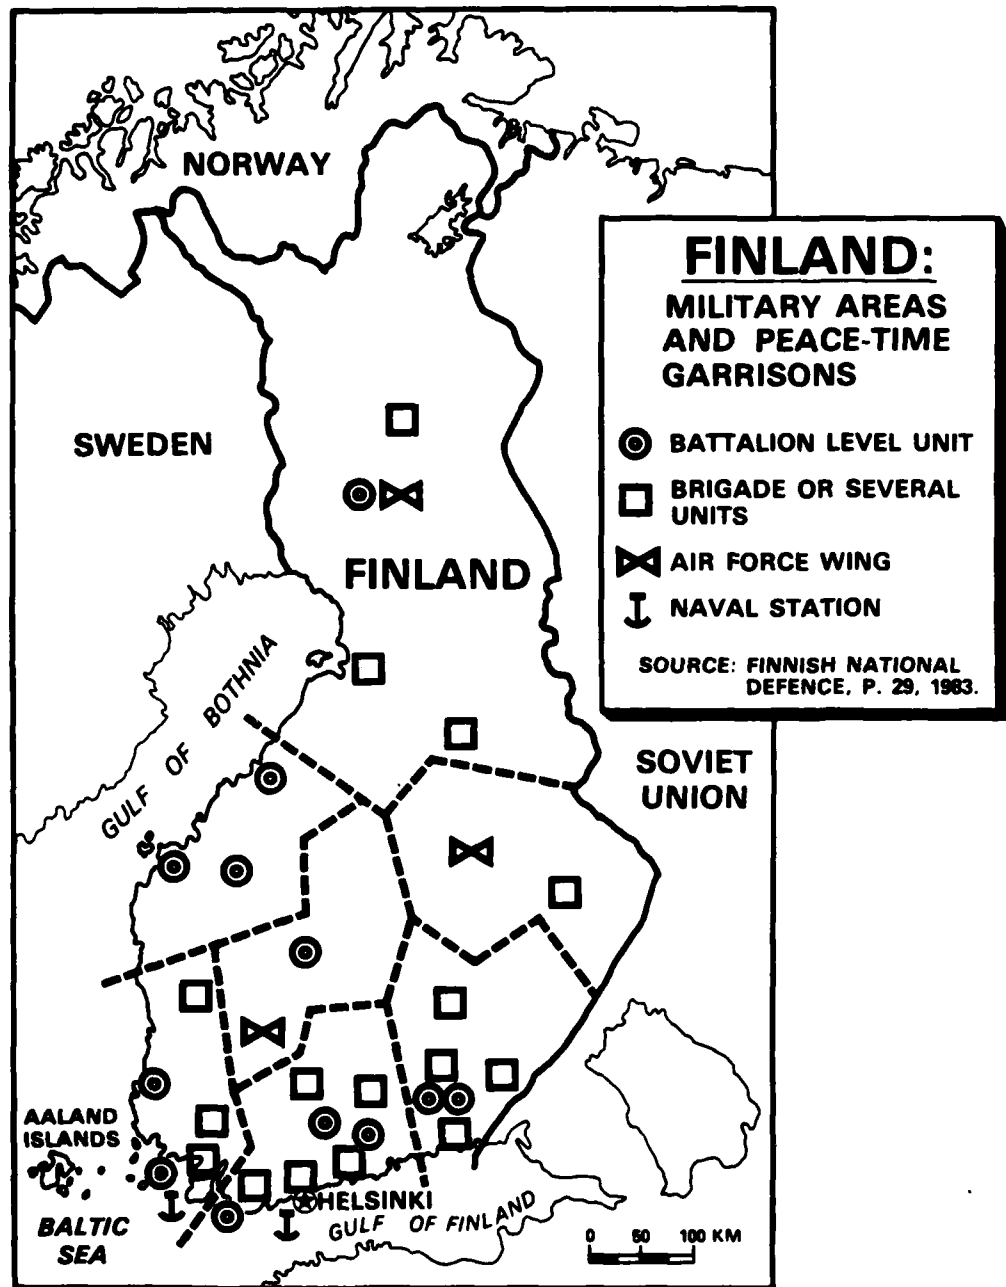 NORWAY
SWEDEN
FINLAND
GULF OF BOTHNIA
SOVIET
UNION
AALAND
ISLANDS
BALTIC
SEA
HELSINKI
GULF OF FINLAND
0 50 100 KM
FINLAND:
MILITARY AREAS
AND PEACE-TIME
GARRISONS
BATTALION LEVEL UNIT
BRIGADE OR SEVERAL
UNITS
AIR FORCE WING
NAVAL STATION
SOURCE: FINNISH NATIONAL
DEFENCE, P. 29, 1983.